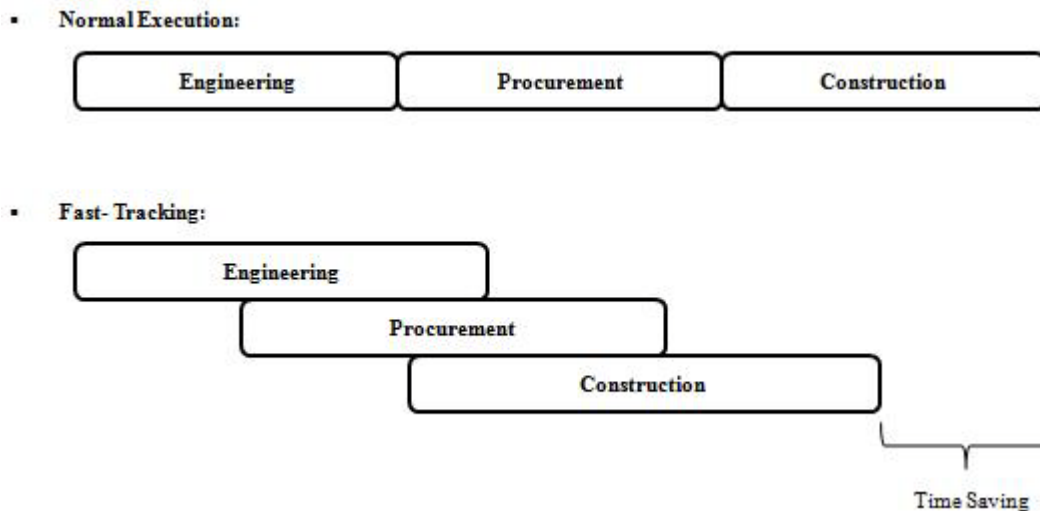 ▪ Normal Execution:
Engineering Procurement Construction
▪ Fast- Tracking:
Engineering
Procurement
Construction
Time Saving